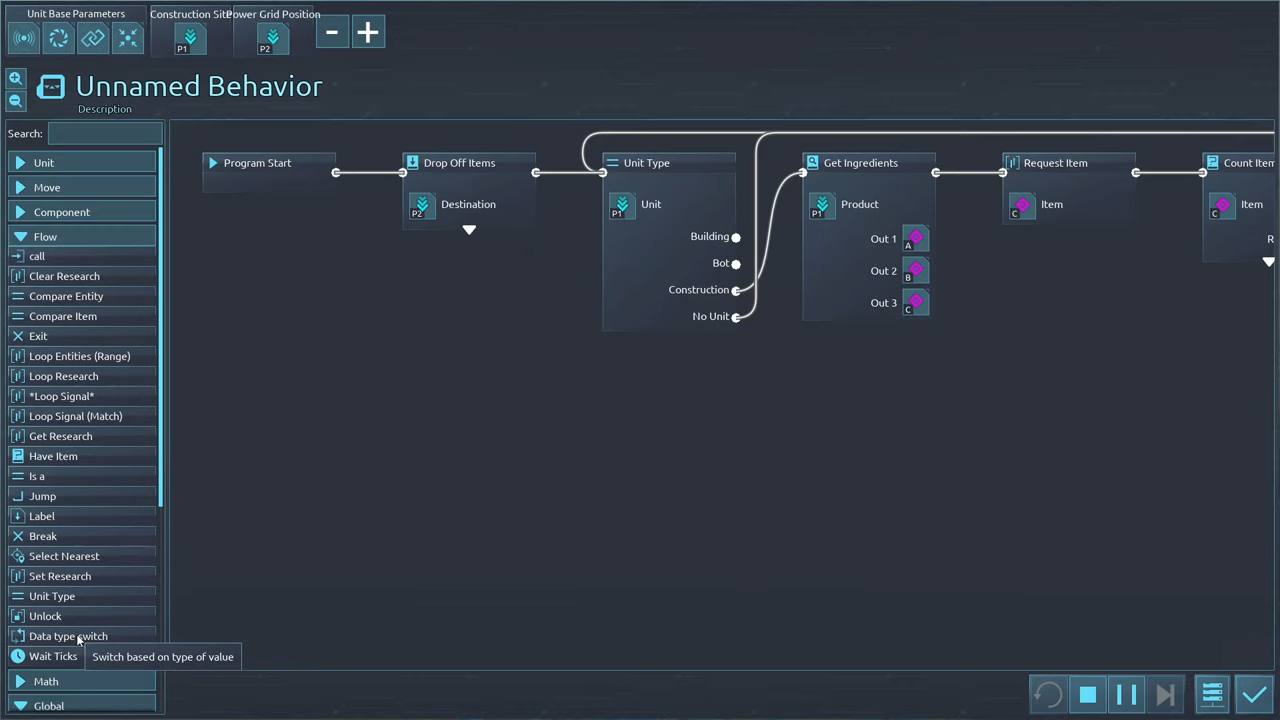 Unit Base Parameters
Construction Site
Power Grid Position
P1
P2
- +
Unnamed Behavior
Description
Search:
Unit
Move
Component
Flow
call
Clear Research
Compare Entity
Compare Item
Exit
Loop Entities (Range)
Loop Research
*Loop Signal*
Loop Signal (Match)
Get Research
Have Item
Is a
Jump
Label
Break
Select Nearest
Set Research
Unit Type
Unlock
Data type switch
Wait Ticks
Switch based on type of value
Math
Global
Program Start
Drop Off Items
P2
Destination
Unit Type
P1
Unit
Building
Bot
Construction
No Unit
Get Ingredients
P1
Product
Out 1
A
Out 2
B
Out 3
C
Request Item
C
Item
Count Item
C
Item
R